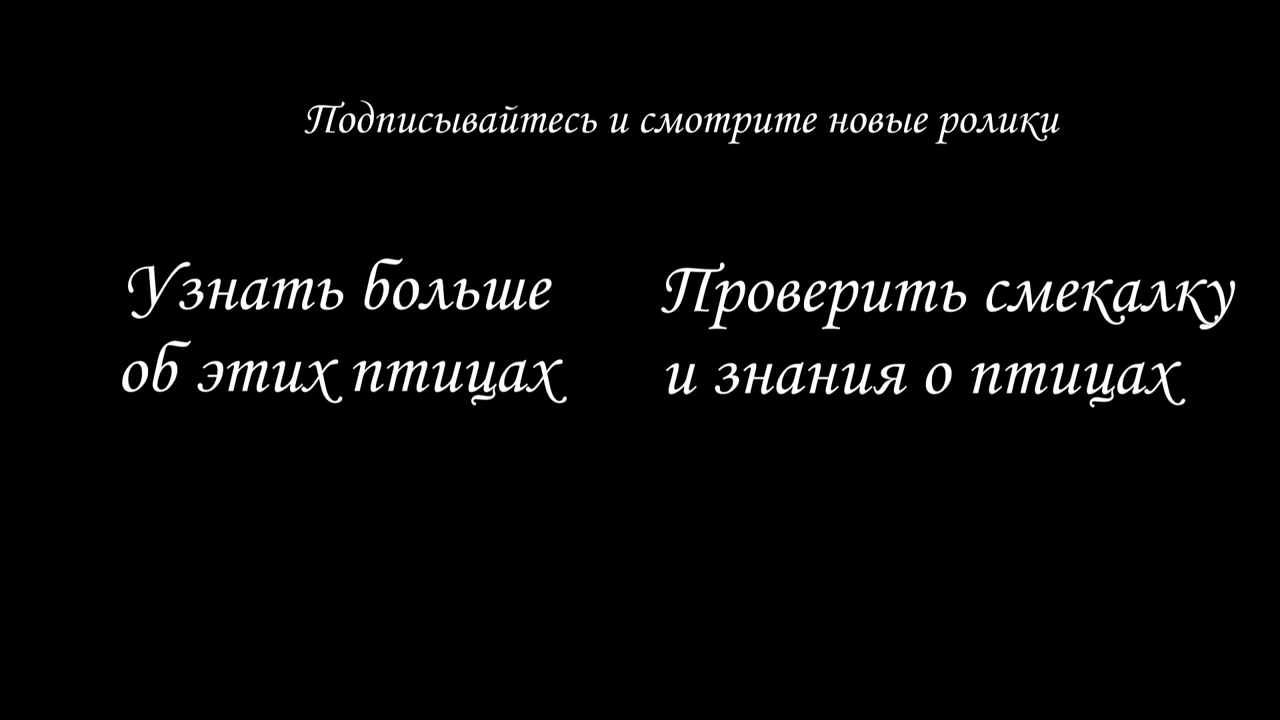 Подписывайтесь и смотрите новые ролики
Узнать больше
об этих птицах
Проверить смекалку
и знания о птицах